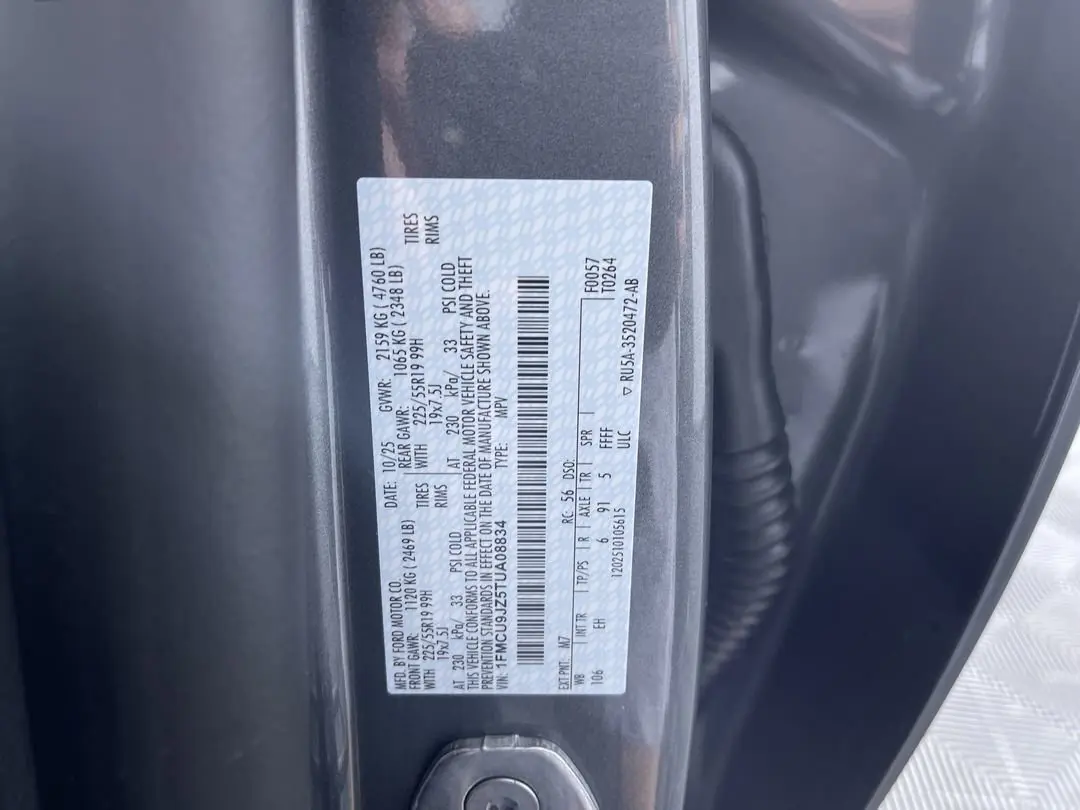 MFD. BY FORD MOTOR CO.
DATE: 10/25 GVWR: 2159 KG ( 4760 LB)
FRONT GAWR: 1120 KG ( 2469 LB) REAR GAWR: 1065 KG ( 2348 LB)
WITH 225/55R19 99H TIRES WITH 225/55R19 99H TIRES
19x7.5J RIMS 19x7.5J RIMS
AT 230 kPa/ 33 PSI COLD AT 230 kPa/ 33 PSI COLD
THIS VEHICLE CONFORMS TO ALL APPLICABLE FEDERAL MOTOR VEHICLE SAFETY AND THEFT
PREVENTION STANDARDS IN EFFECT ON THE DATE OF MANUFACTURE SHOWN ABOVE.
VIN: 1FMCU9JZ5TUA08834 TYPE: MPV
EXT PNT: M7 RC: 56 DSO: F0057
WB INT TR TP/PS R AXLE TR SPR T0264
106 EH 6 91 5 FFFF
1202510105615 ULC ▽ RU5A-3520472-AB